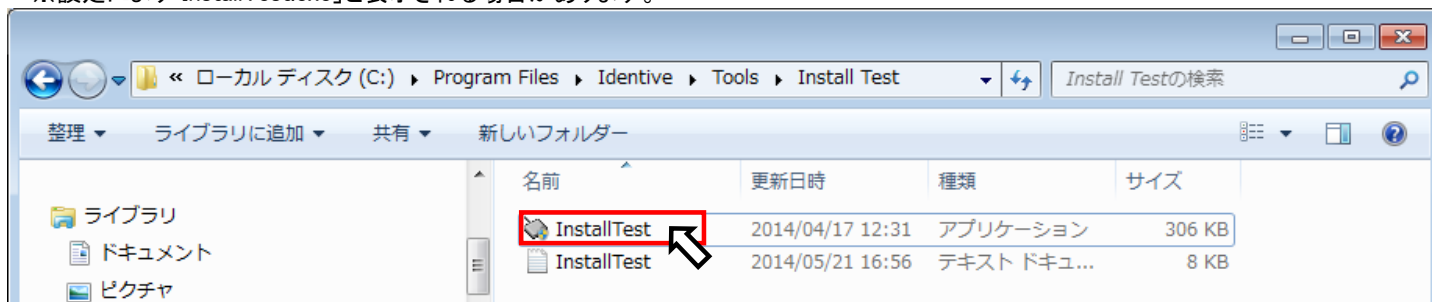 « ローカル ディスク (C:) ▸ Program Files ▸ Identive ▸ Tools ▸ Install Test
Install Testの検索
整理 ▼ ライブラリに追加 ▼ 共有 ▼ 新しいフォルダー
名前 更新日時 種類 サイズ
ライブラリ
InstallTest 2014/04/17 12:31 アプリケーション 306 KB
ドキュメント
InstallTest 2014/05/21 16:56 テキスト ドキュ... 8 KB
ピクチャ